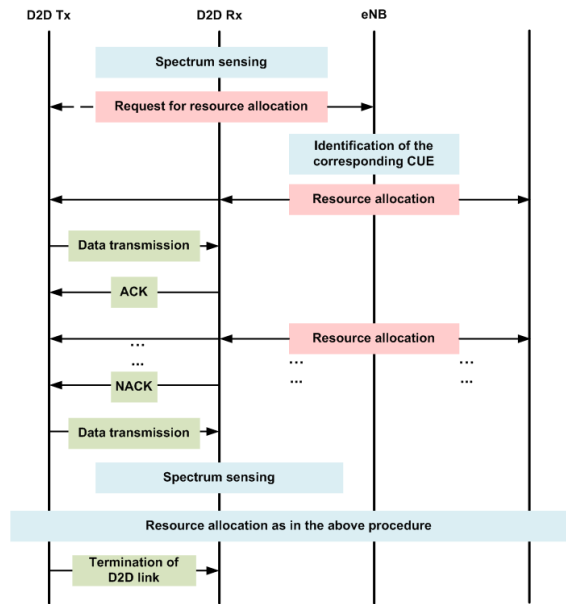 D2D Tx
D2D Rx
eNB
Spectrum sensing
Request for resource allocation
Identification of the
corresponding CUE
Resource allocation
Data transmission
ACK
Resource allocation
...
...
...
...
...
...
NACK
Data transmission
Spectrum sensing
Resource allocation as in the above procedure
Termination of
D2D link